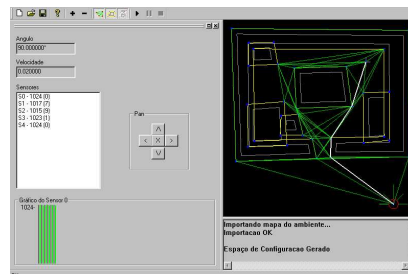 Angulo
90.000000°
Velocidade
0.020000
Sensores
S0 - 1024 (0)
S1 - 1017 (7)
S2 - 1015 (9)
S3 - 1023 (1)
S4 - 1024 (0)
Pan
Λ
< X >
V
Gráfico do Sensor 0
1024-
Importando mapa do ambiente...
Importacao OK
Espaço de Configuracao Gerado